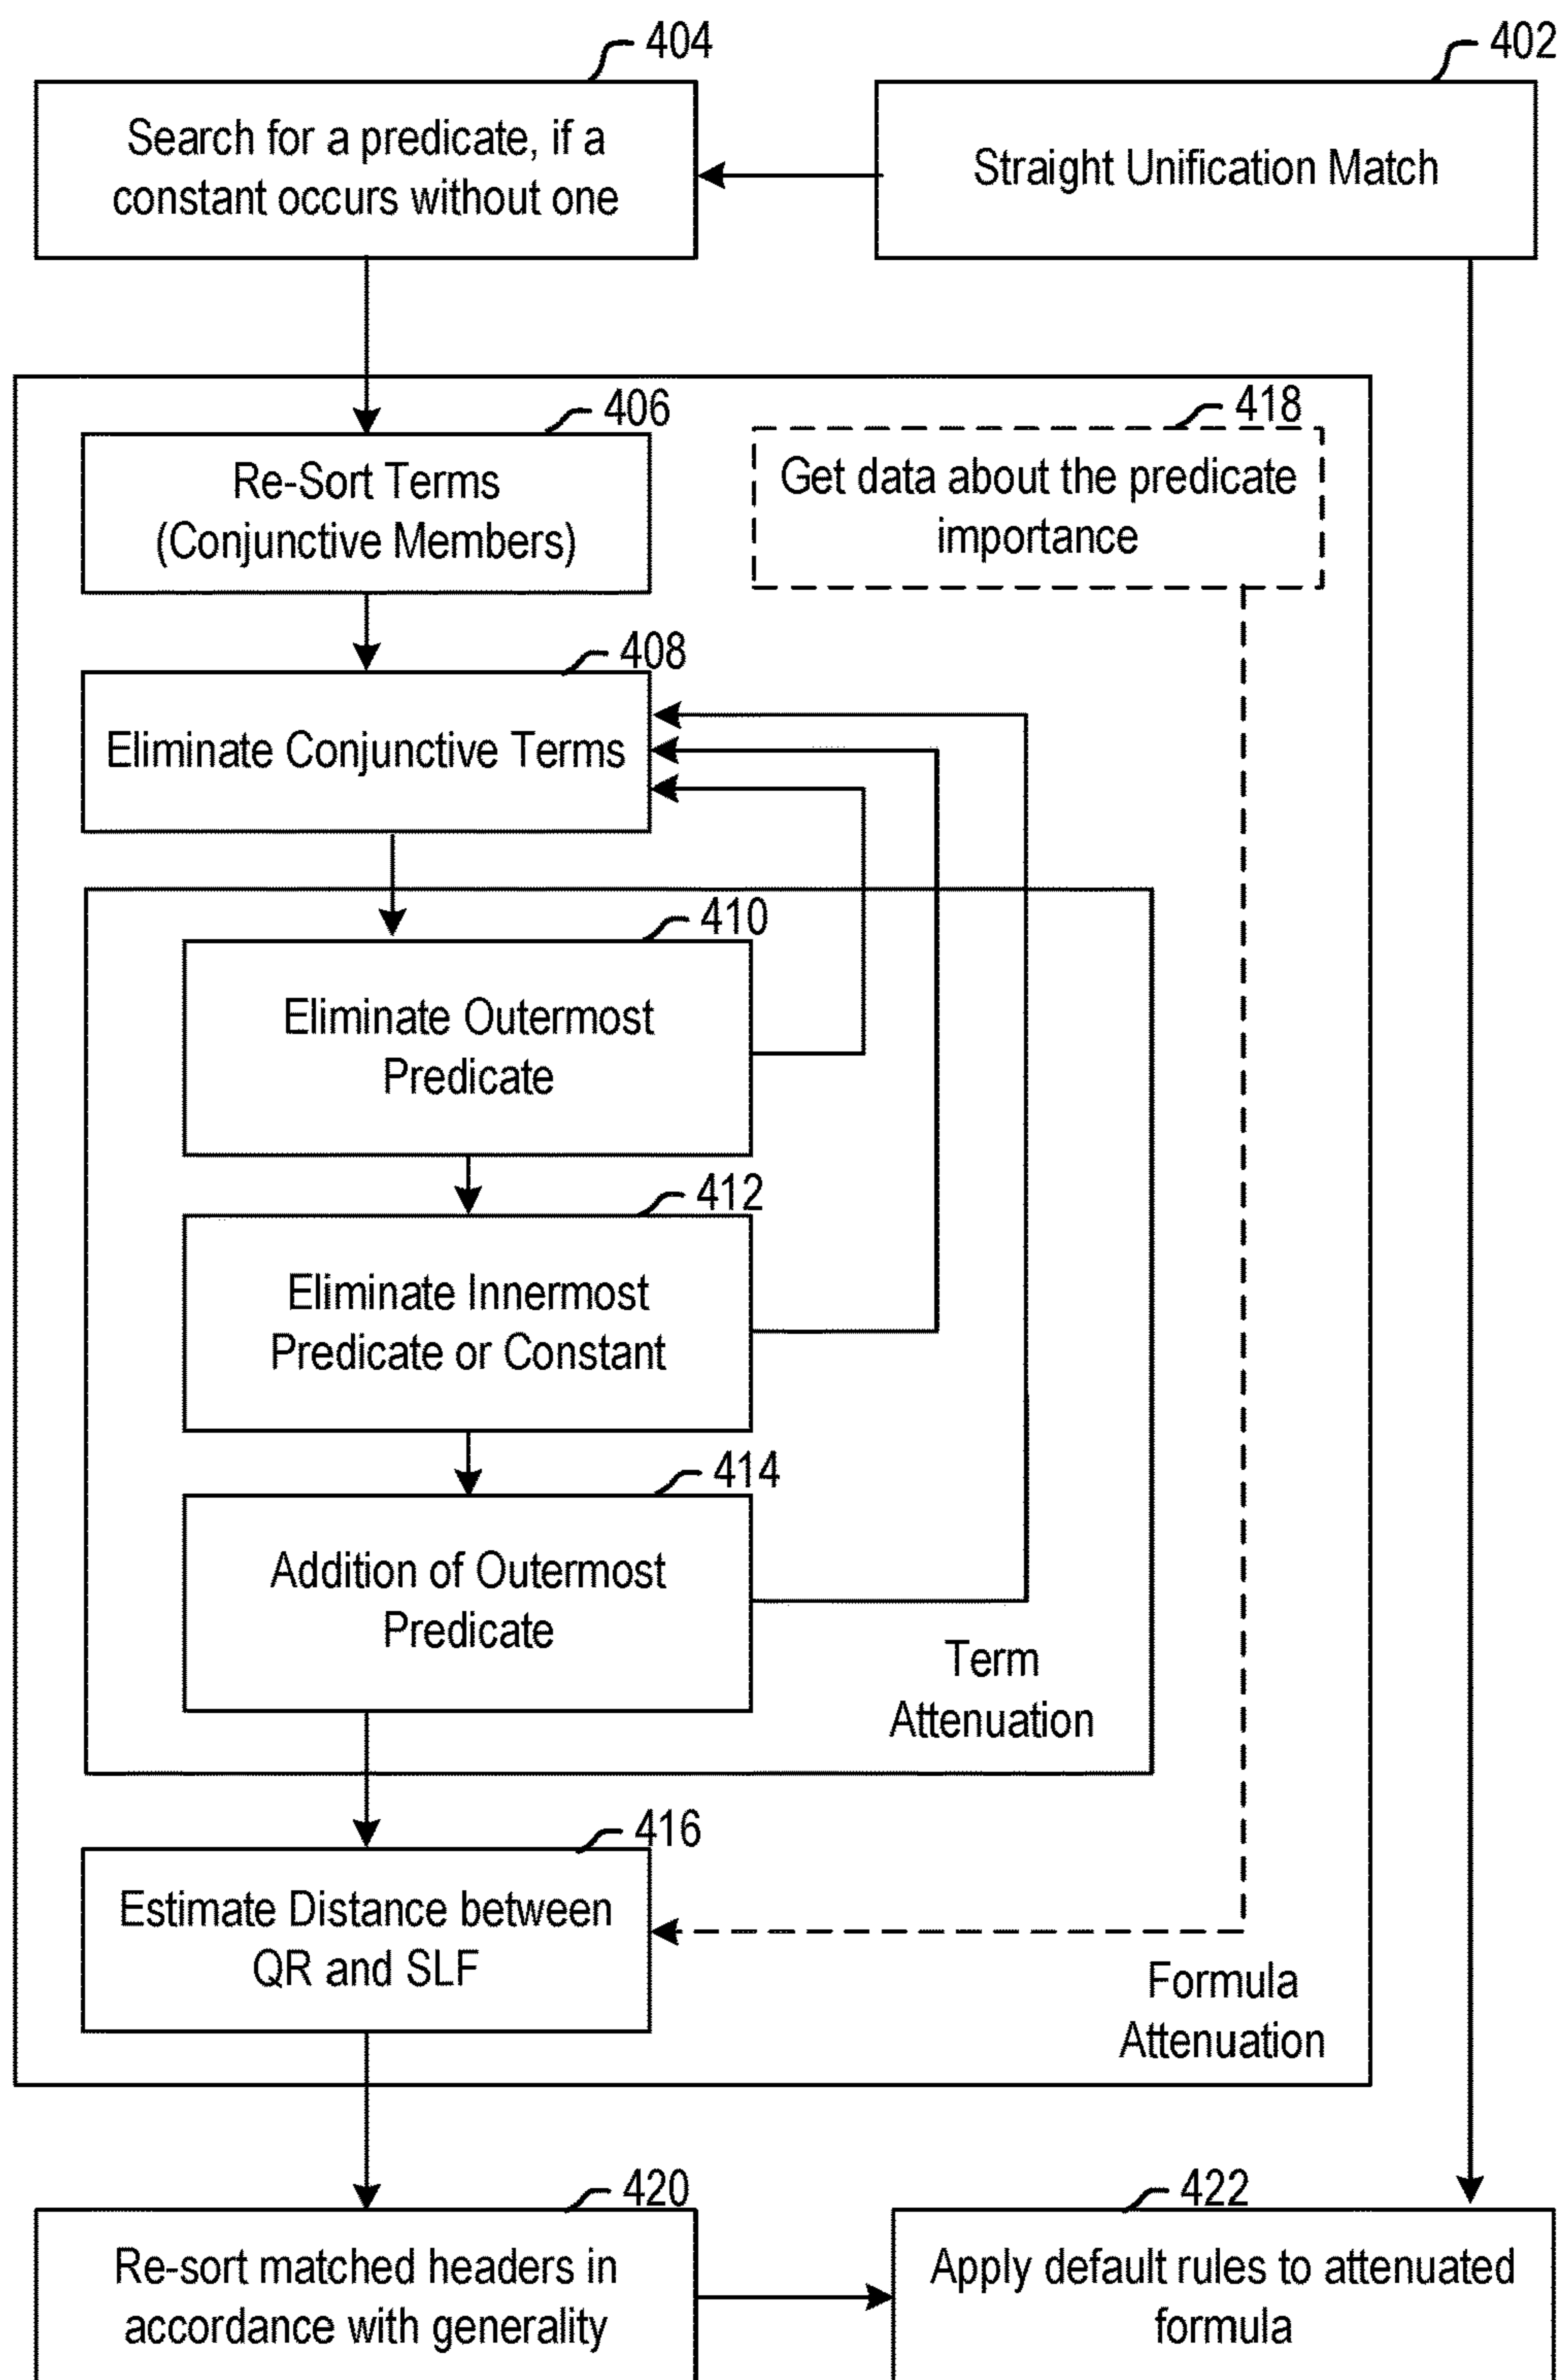 404
402
Search for a predicate, if a
constant occurs without one
Straight Unification Match
406
418
Re-Sort Terms
(Conjunctive Members)
Get data about the predicate
importance
408
Eliminate Conjunctive Terms
410
Eliminate Outermost
Predicate
412
Eliminate Innermost
Predicate or Constant
414
Addition of Outermost
Predicate
Term
Attenuation
416
Estimate Distance between
QR and SLF
Formula
Attenuation
420
422
Re-sort matched headers in
accordance with generality
Apply default rules to attenuated
formula